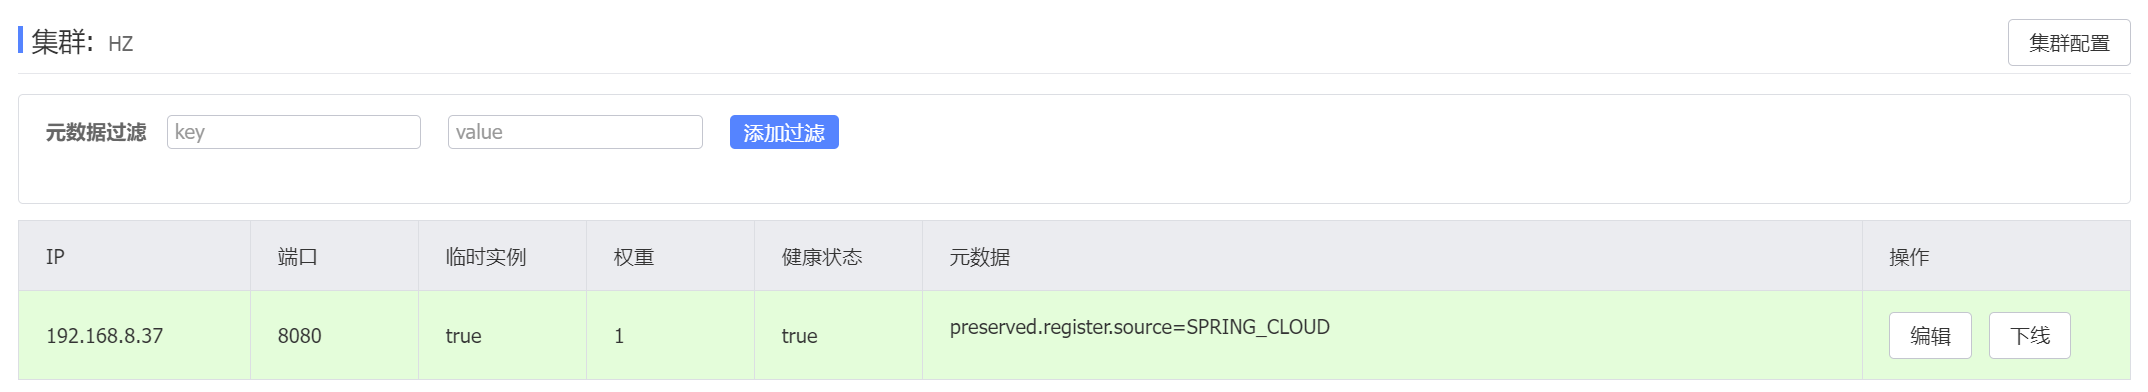 集群: HZ 集群配置
元数据过滤 key value 添加过滤
IP 端口 临时实例 权重 健康状态 元数据 操作
192.168.8.37 8080 true 1 true preserved.register.source=SPRING_CLOUD 编辑 下线